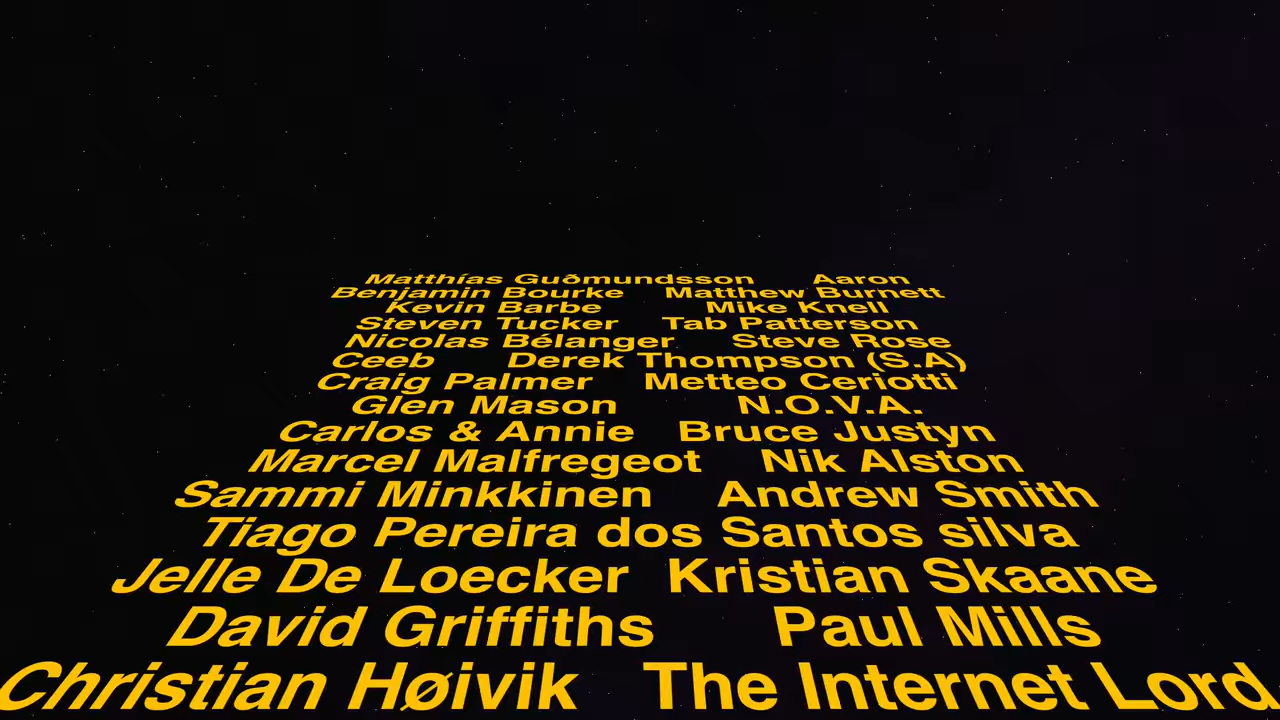 Matthías Guðmundsson Aaron
Benjamin Bourke Matthew Burnett
Kevin Barbe Mike Knell
Steven Tucker Tab Patterson
Nicolas Bélanger Steve Rose
Ceeb Derek Thompson (S.A)
Craig Palmer Metteo Ceriotti
Glen Mason N.O.V.A.
Carlos & Annie Bruce Justyn
Marcel Malfregeot Nik Alston
Sammi Minkkinen Andrew Smith
Tiago Pereira dos Santos silva
Jelle De Loecker Kristian Skaane
David Griffiths Paul Mills
Christian Høivik The Internet Lord